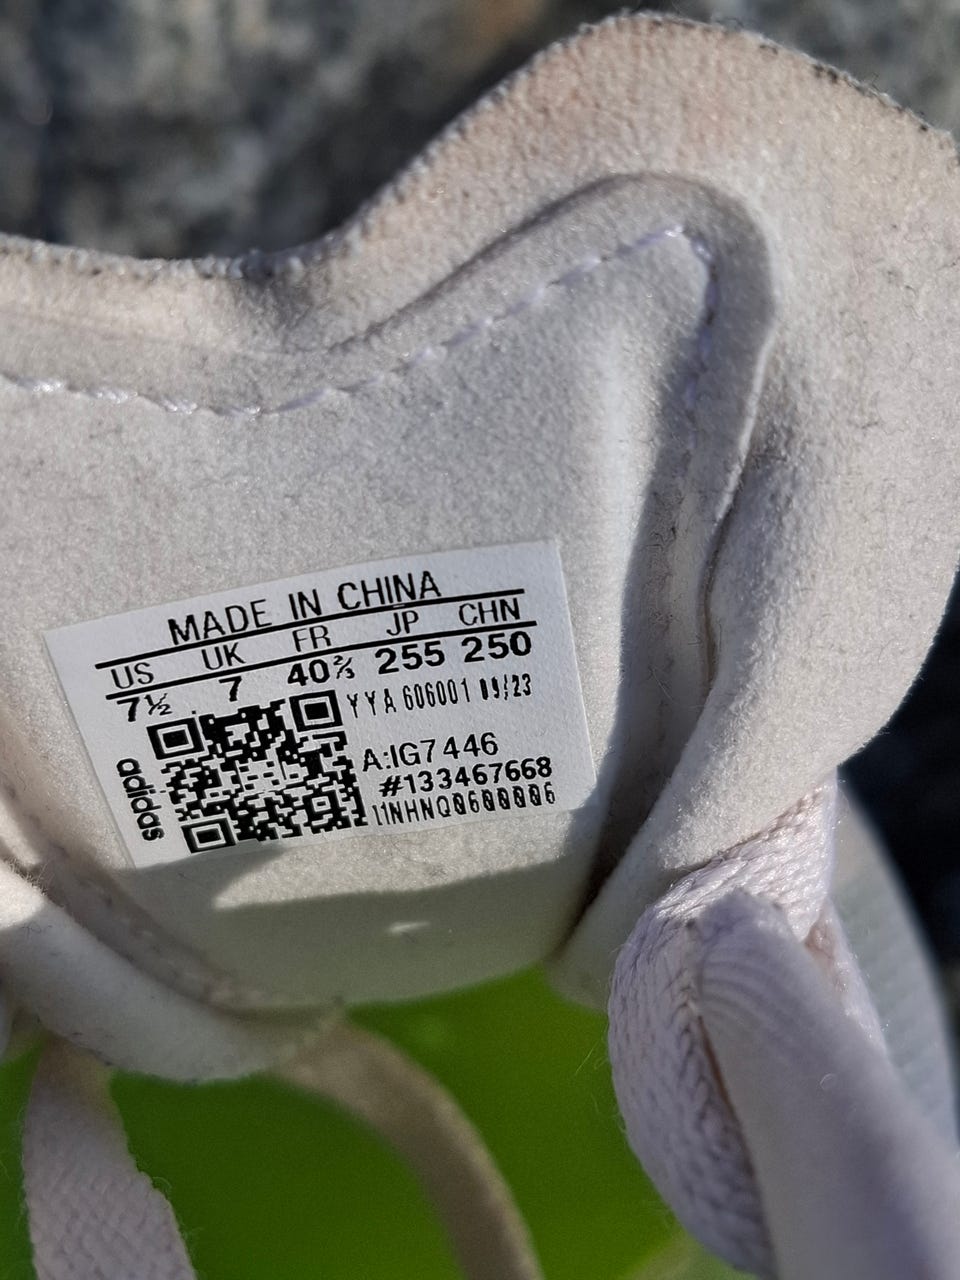 MADE IN CHINA
US UK FR JP CHN
7½ 7 40⅔ 255 250
YYA 606001 09/23
A:IG7446
#133467668
11NHNQ0600006
adidas